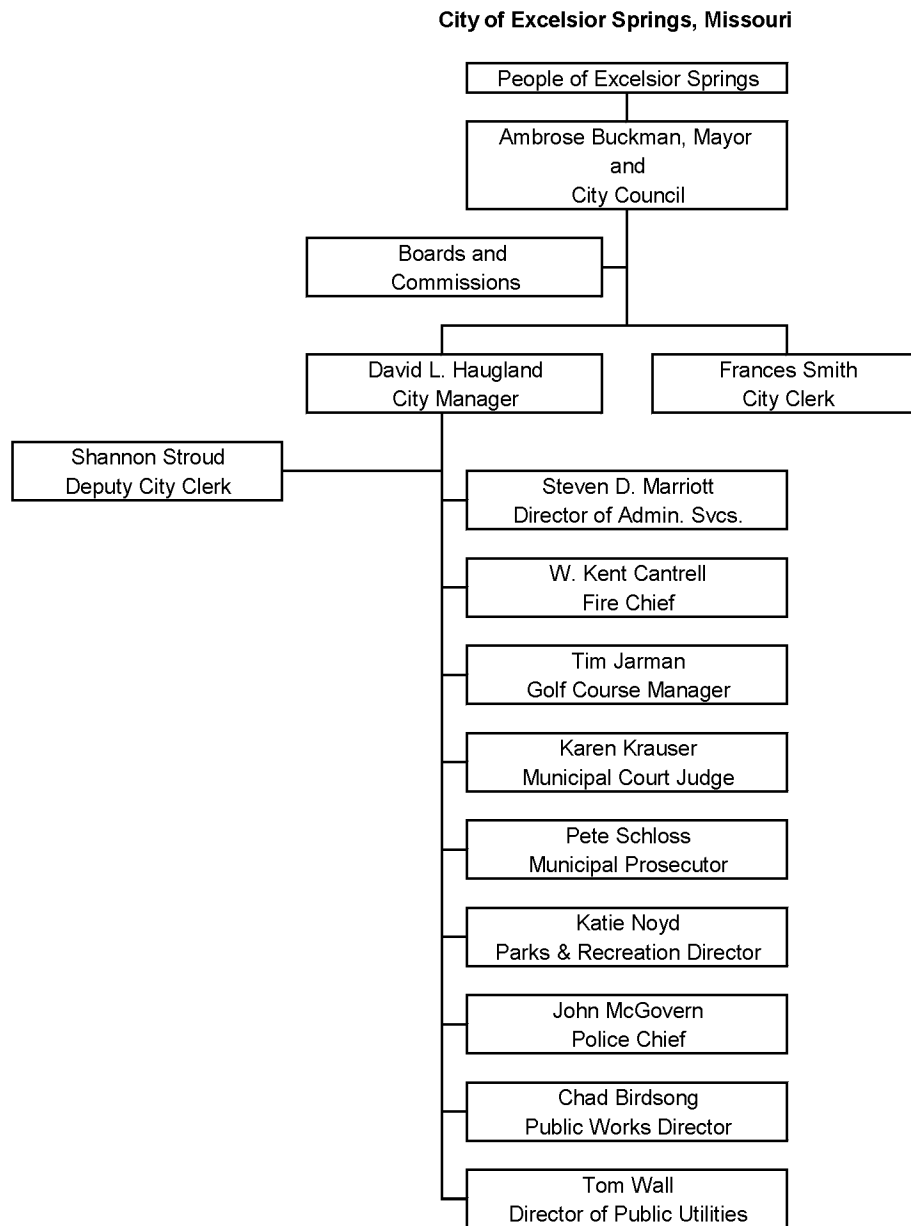 City of Excelsior Springs, Missouri
People of Excelsior Springs
Ambrose Buckman, Mayor
and
City Council
Boards and
Commissions
David L. Haugland
City Manager
Frances Smith
City Clerk
Shannon Stroud
Deputy City Clerk
Steven D. Marriott
Director of Admin. Svcs.
W. Kent Cantrell
Fire Chief
Tim Jarman
Golf Course Manager
Karen Krauser
Municipal Court Judge
Pete Schloss
Municipal Prosecutor
Katie Noyd
Parks & Recreation Director
John McGovern
Police Chief
Chad Birdsong
Public Works Director
Tom Wall
Director of Public Utilities